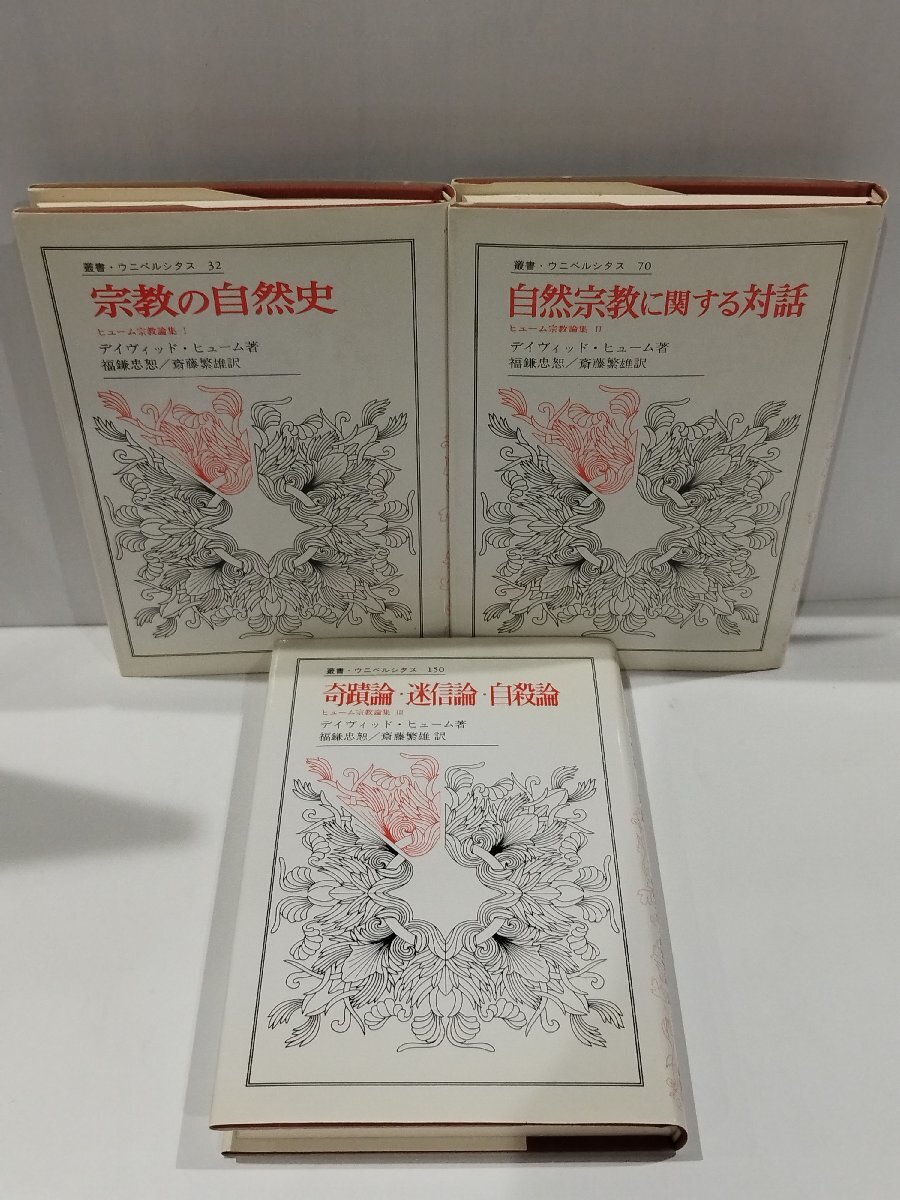 叢書・ウニベルシタス 32
宗教の自然史
ヒューム宗教論集 I
デイヴィッド・ヒューム著
福鎌忠恕/斎藤繁雄訳
叢書・ウニベルシタス 70
自然宗教に関する対話
ヒューム宗教論集 II
デイヴィッド・ヒューム著
福鎌忠恕/斎藤繁雄訳
叢書・ウニベルシタス 150
奇蹟論・迷信論・自殺論
ヒューム宗教論集 III
デイヴィッド・ヒューム著
福鎌忠恕/斎藤繁雄 訳